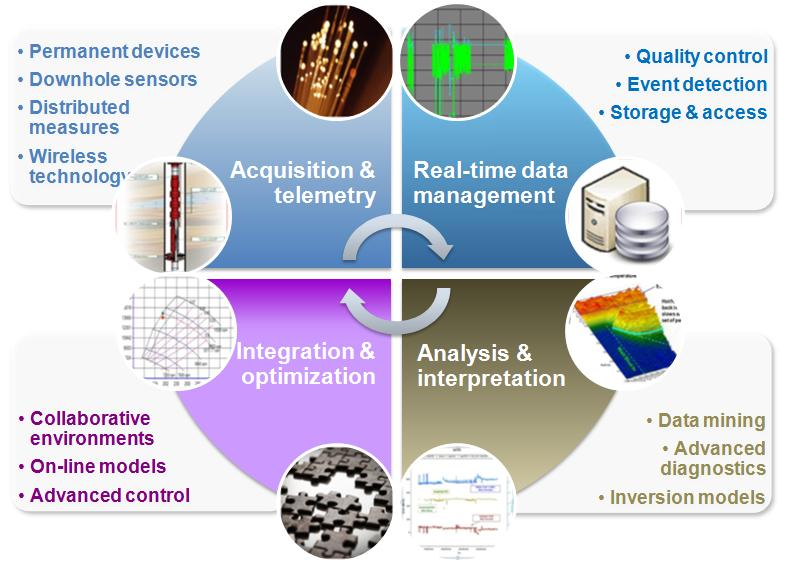 • Permanent devices
• Downhole sensors
• Distributed
measures
• Wireless
technology
Acquisition &
telemetry
• Quality control
• Event detection
• Storage & access
Real-time data
management
Integration &
optimization
• Collaborative
environments
• On-line models
• Advanced control
Analysis &
interpretation
• Data mining
• Advanced
diagnostics
• Inversion models